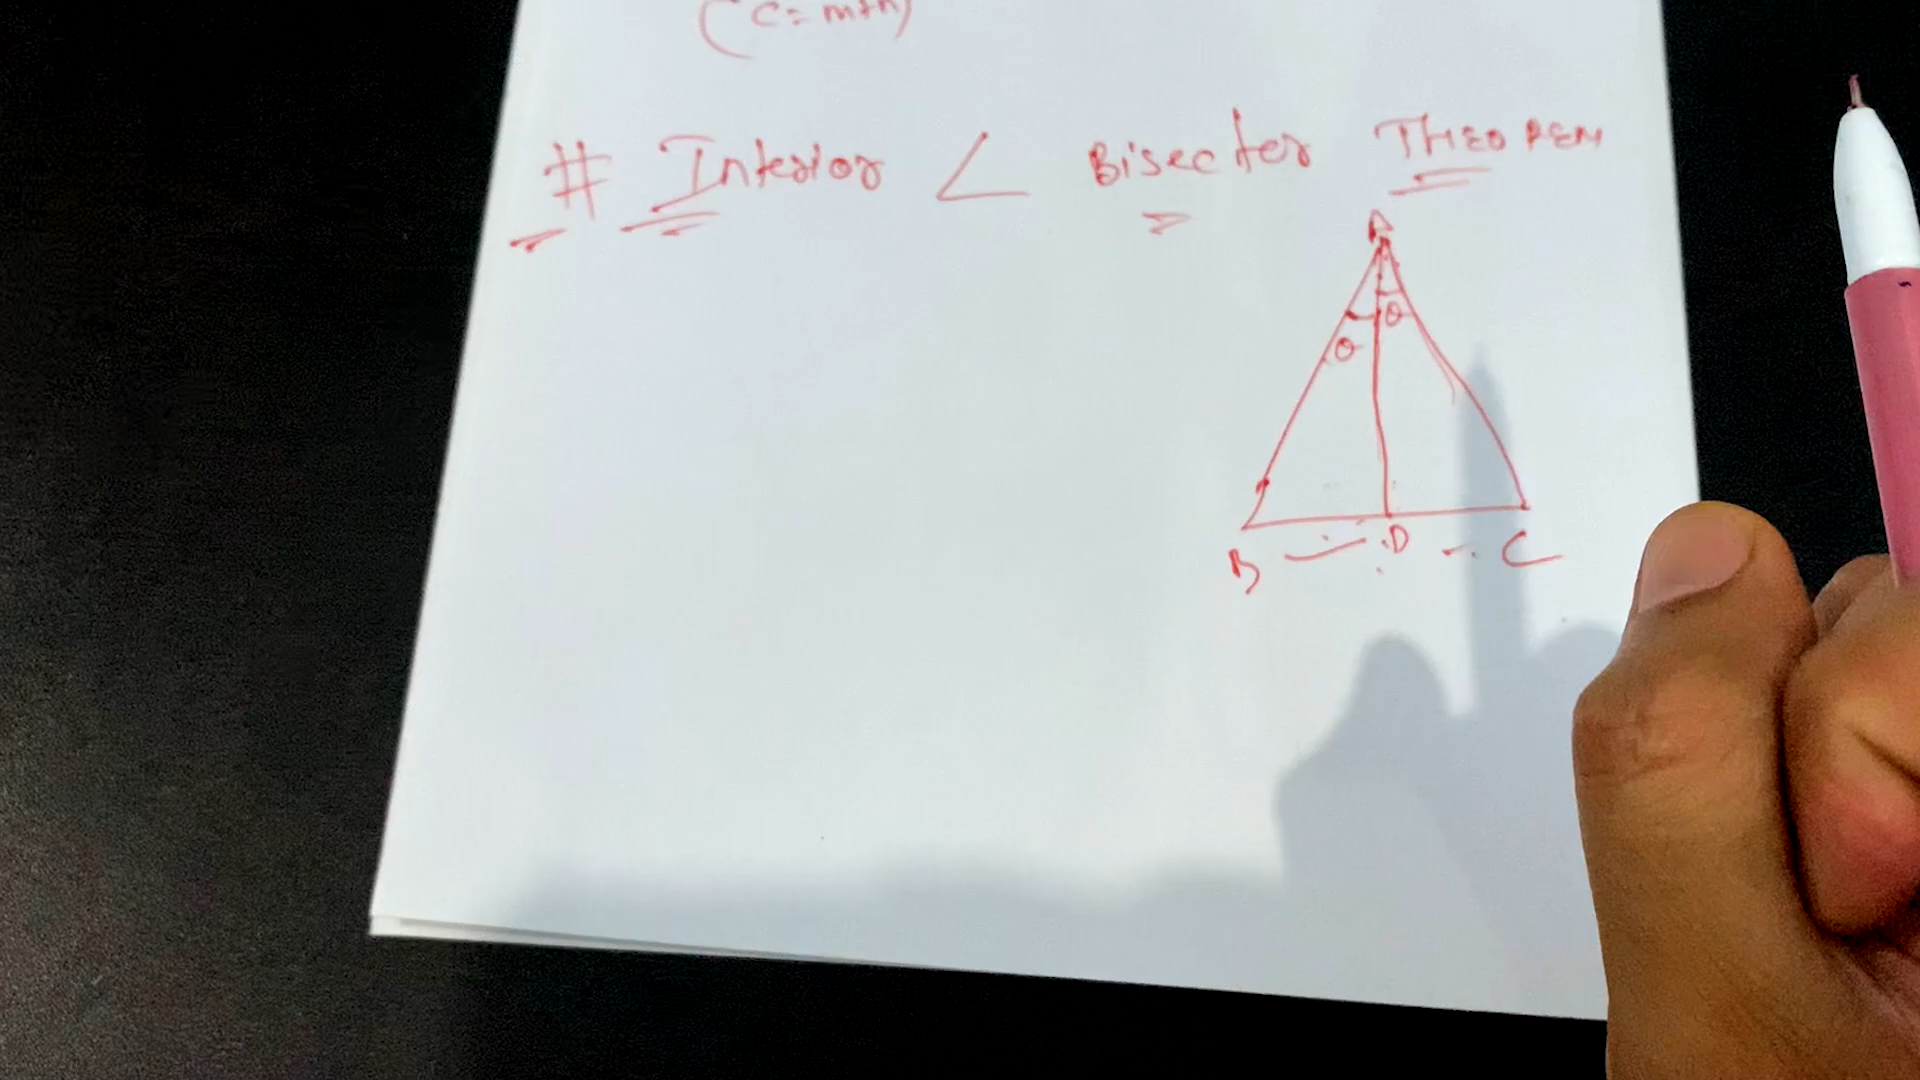 (c = m+n)
# Interior ∠ Bisector THEOREM
A
θ
θ
B D C